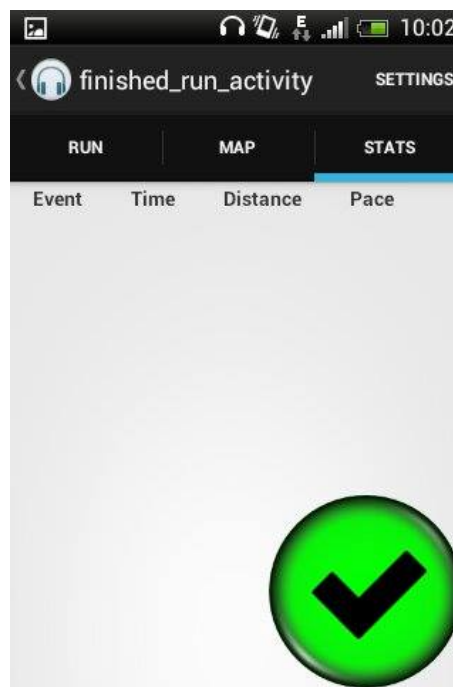 E 10:02
finished_run_activity SETTINGS
RUN MAP STATS
Event Time Distance Pace